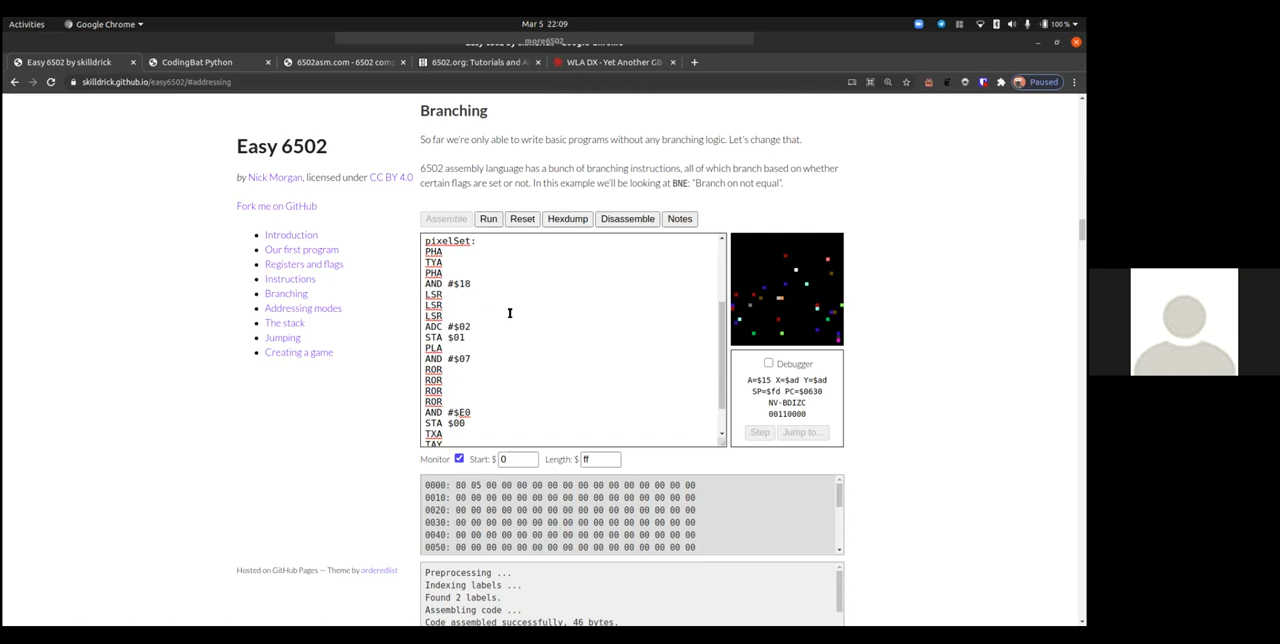 Activities Google Chrome Mar 5 22:09 100 %
more6502
Easy 6502 by skilldrick - Google Chrome
Easy 6502 by skilldrick CodingBat Python 6502asm.com - 6502 comp 6502.org: Tutorials and A WLA DX - Yet Another GB
skilldrick.github.io/easy6502/#addressing Paused
Easy 6502
by Nick Morgan, licensed under CC BY 4.0
Fork me on GitHub
Introduction
Our first program
Registers and flags
Instructions
Branching
Addressing modes
The stack
Jumping
Creating a game
Hosted on GitHub Pages — Theme by orderedlist
Branching
So far we're only able to write basic programs without any branching logic. Let's change that.
6502 assembly language has a bunch of branching instructions, all of which branch based on whether
certain flags are set or not. In this example we'll be looking at BNE: "Branch on not equal".
Assemble Run Reset Hexdump Disassemble Notes
pixelSet:
PHA
TYA
PHA
AND #$18
LSR
LSR
LSR
ADC #$02
STA $01
PLA
AND #$07
ROR
ROR
ROR
ROR
AND #$E0
STA $00
TXA
TAY
Debugger
A=$15 X=$ad Y=$ad
SP=$fd PC=$0630
NV-BDIZC
00110000
Step Jump to...
Monitor Start: $ 0 Length: $ ff
0000: 80 05 00 00 00 00 00 00 00 00 00 00 00 00 00 00
0010: 00 00 00 00 00 00 00 00 00 00 00 00 00 00 00 00
0020: 00 00 00 00 00 00 00 00 00 00 00 00 00 00 00 00
0030: 00 00 00 00 00 00 00 00 00 00 00 00 00 00 00 00
0040: 00 00 00 00 00 00 00 00 00 00 00 00 00 00 00 00
0050: 00 00 00 00 00 00 00 00 00 00 00 00 00 00 00 00
Preprocessing ...
Indexing labels ...
Found 2 labels.
Assembling code ...
Code assembled successfully, 46 bytes.